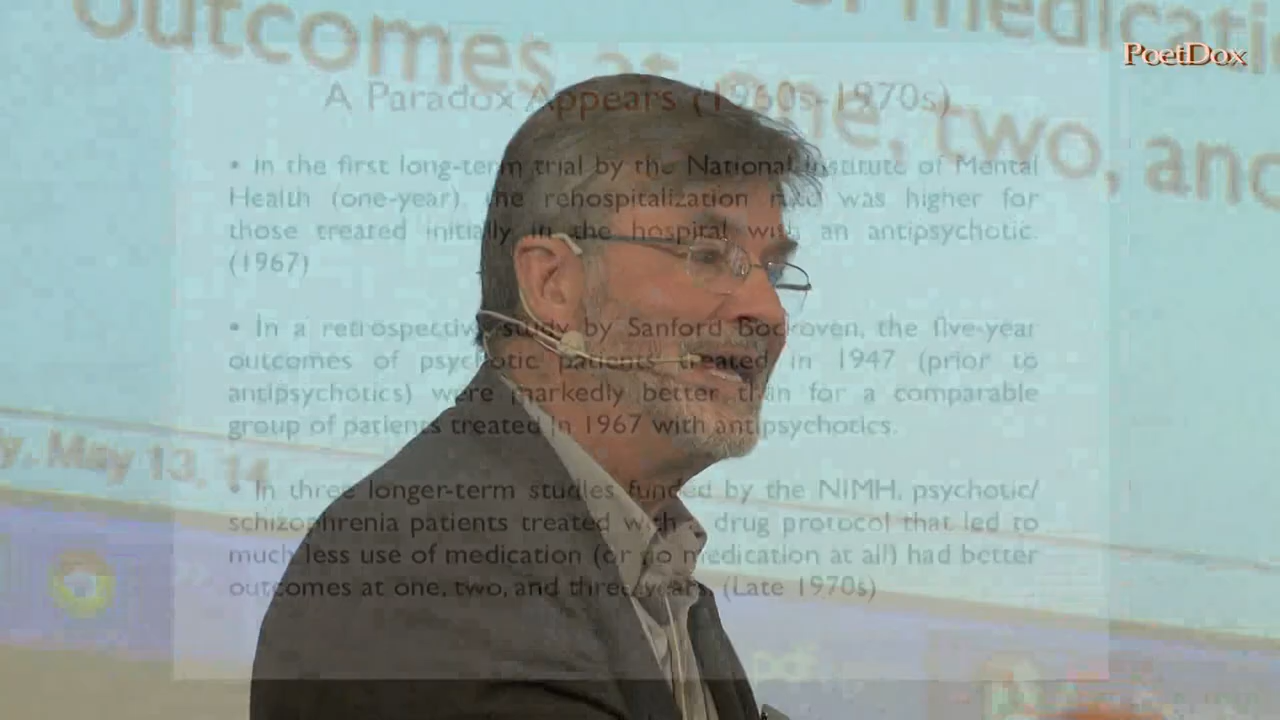 Outcomes at one, two, and
medicati
PoetDox
A Paradox Appears (1960s-1970s)
• In the first long-term trial by the National Institute of Mental
Health (one-year), the rehospitalization rate was higher for
those treated initially in the hospital with an antipsychotic.
(1967)
• In a retrospective study by Sanford Bockoven, the five-year
outcomes of psychotic patients treated in 1947 (prior to
antipsychotics) were markedly better than for a comparable
group of patients treated in 1967 with antipsychotics.
• In three longer-term studies funded by the NIMH, psychotic/
schizophrenia patients treated with drug protocol that led to
much less use of medication (or no medication at all) had better
outcomes at one, two, and three years. (Late 1970s)
y, May 13, 14
pdf